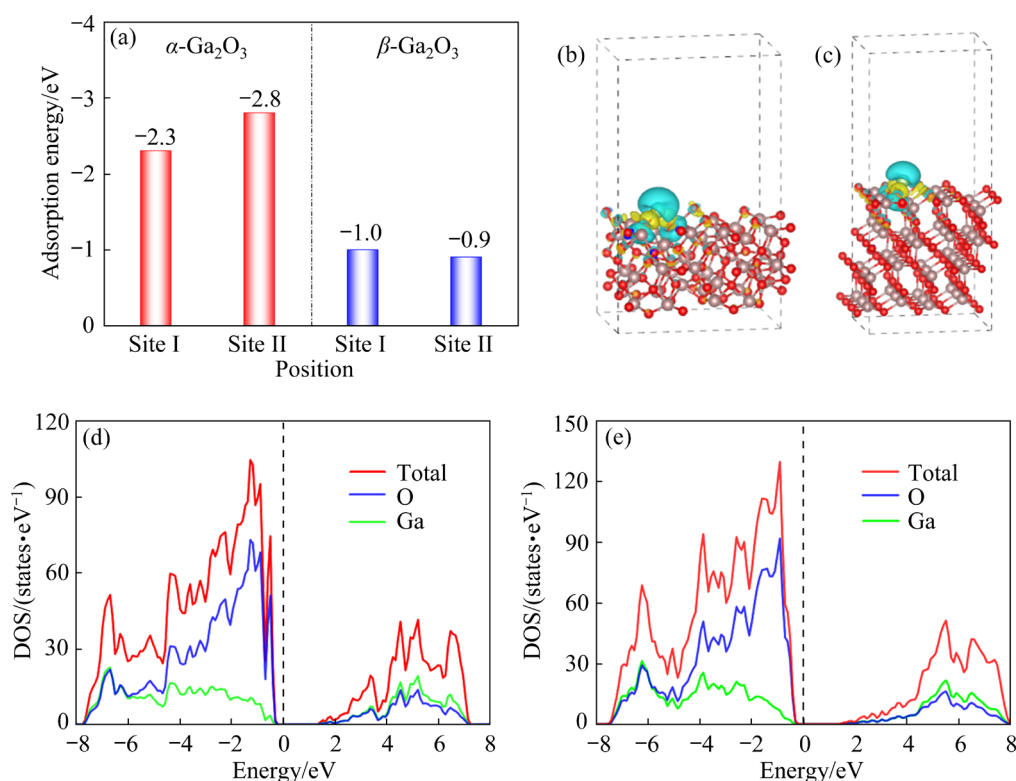 (a)
α-Ga₂O₃
β-Ga₂O₃
Adsorption energy/eV
−4
−3
−2
−1
0
−2.3
−2.8
−1.0
−0.9
Site I
Site II
Site I
Site II
Position
(b)
(c)
(d)
DOS/(states•eV⁻¹)
120
90
60
30
0
Total
O
Ga
−8
−6
−4
−2
0
2
4
6
8
Energy/eV
(e)
DOS/(states•eV⁻¹)
150
120
90
60
30
0
Total
O
Ga
−8
−6
−4
−2
0
2
4
6
8
Energy/eV